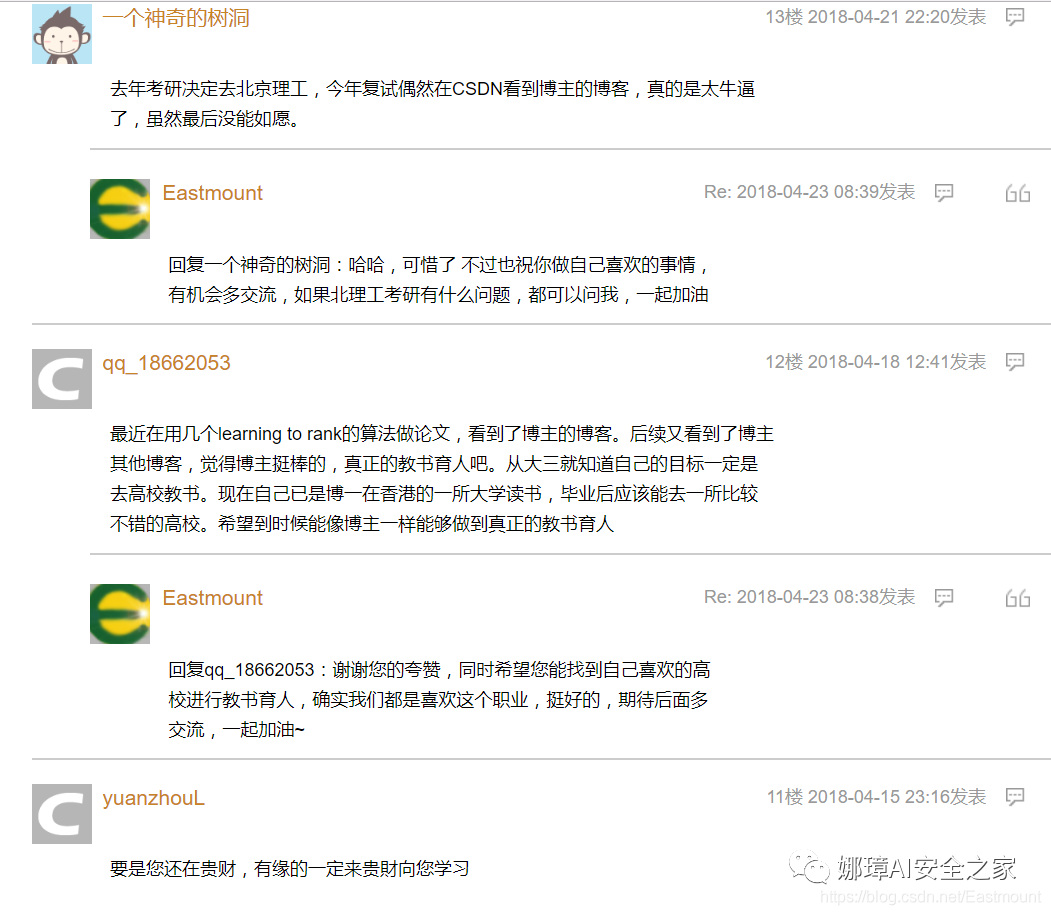 一个神奇的树洞
13楼 2018-04-21 22:20发表
去年考研决定去北京理工，今年复试偶然在CSDN看到博主的博客，真的是太牛逼
了，虽然最后没能如愿。
Eastmount
Re: 2018-04-23 08:39发表
回复一个神奇的树洞：哈哈，可惜了 不过也祝你做自己喜欢的事情，
有机会多交流，如果北理工考研有什么问题，都可以问我，一起加油
qq_18662053
12楼 2018-04-18 12:41发表
最近在用几个learning to rank的算法做论文，看到了博主的博客。后续又看到了博主
其他博客，觉得博主挺棒的，真正的教书育人吧。从大三就知道自己的目标一定是
去高校教书。现在自己已是博一在香港的一所大学读书，毕业后应该能去一所比较
不错的高校。希望到时候能像博主一样能够做到真正的教书育人
Eastmount
Re: 2018-04-23 08:38发表
回复qq_18662053：谢谢您的夸赞，同时希望您能找到自己喜欢的高
校进行教书育人，确实我们都是喜欢这个职业，挺好的，期待后面多
交流，一起加油~
yuanzhouL
11楼 2018-04-15 23:16发表
要是您还在贵财，有缘的一定来贵財向您学习
娜璋AI安全之家
https://blog.csdn.net/Eastmount